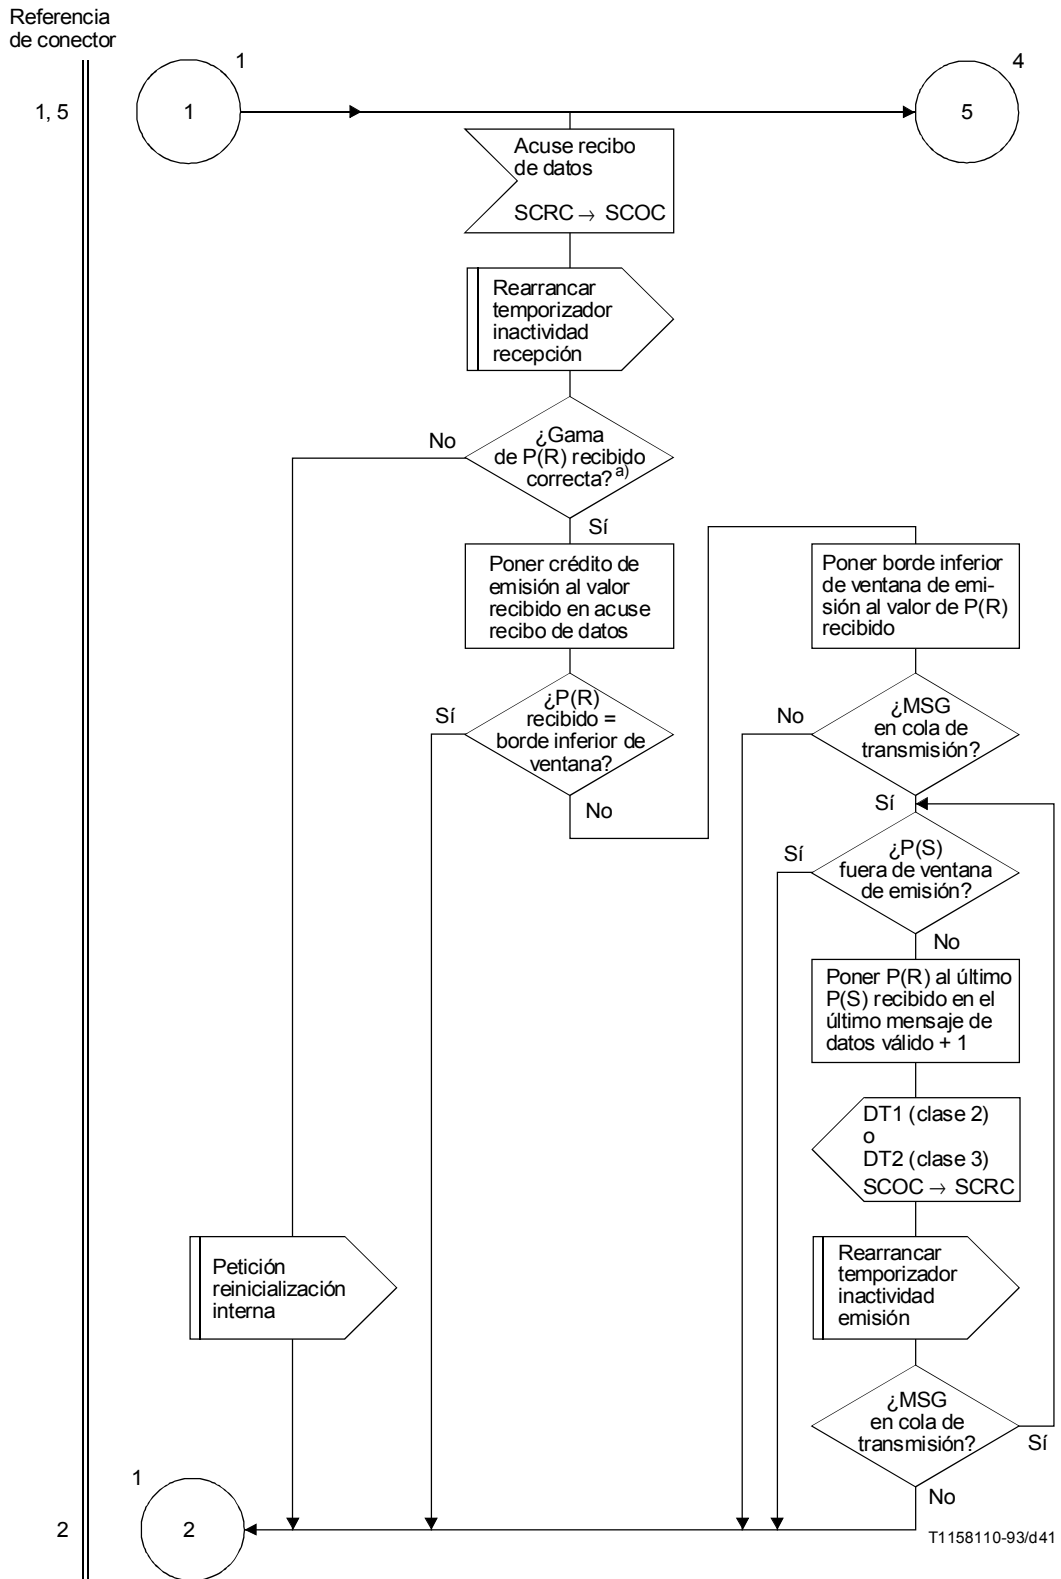 Referencia
de conector
1
4
1, 5
1
5
Acuse recibo
de datos
SCRC → SCOC
Rearrancar
temporizador
inactividad
recepción
No
¿Gama
de P(R) recibido
correcta? a)
Sí
Poner crédito de
emisión al valor
recibido en acuse
recibo de datos
Poner borde inferior
de ventana de emi-
sión al valor de P(R)
recibido
Sí
¿P(R)
recibido =
borde inferior de
ventana?
No
No
¿MSG
en cola de
transmisión?
Sí
Sí
¿P(S)
fuera de ventana
de emisión?
No
Poner P(R) al último
P(S) recibido en el
último mensaje de
datos válido + 1
DT1 (clase 2)
o
DT2 (clase 3)
SCOC → SCRC
Petición
reinicialización
interna
Rearrancar
temporizador
inactividad
emisión
¿MSG
en cola de
transmisión?
Sí
No
1
2
2
T1158110-93/d41